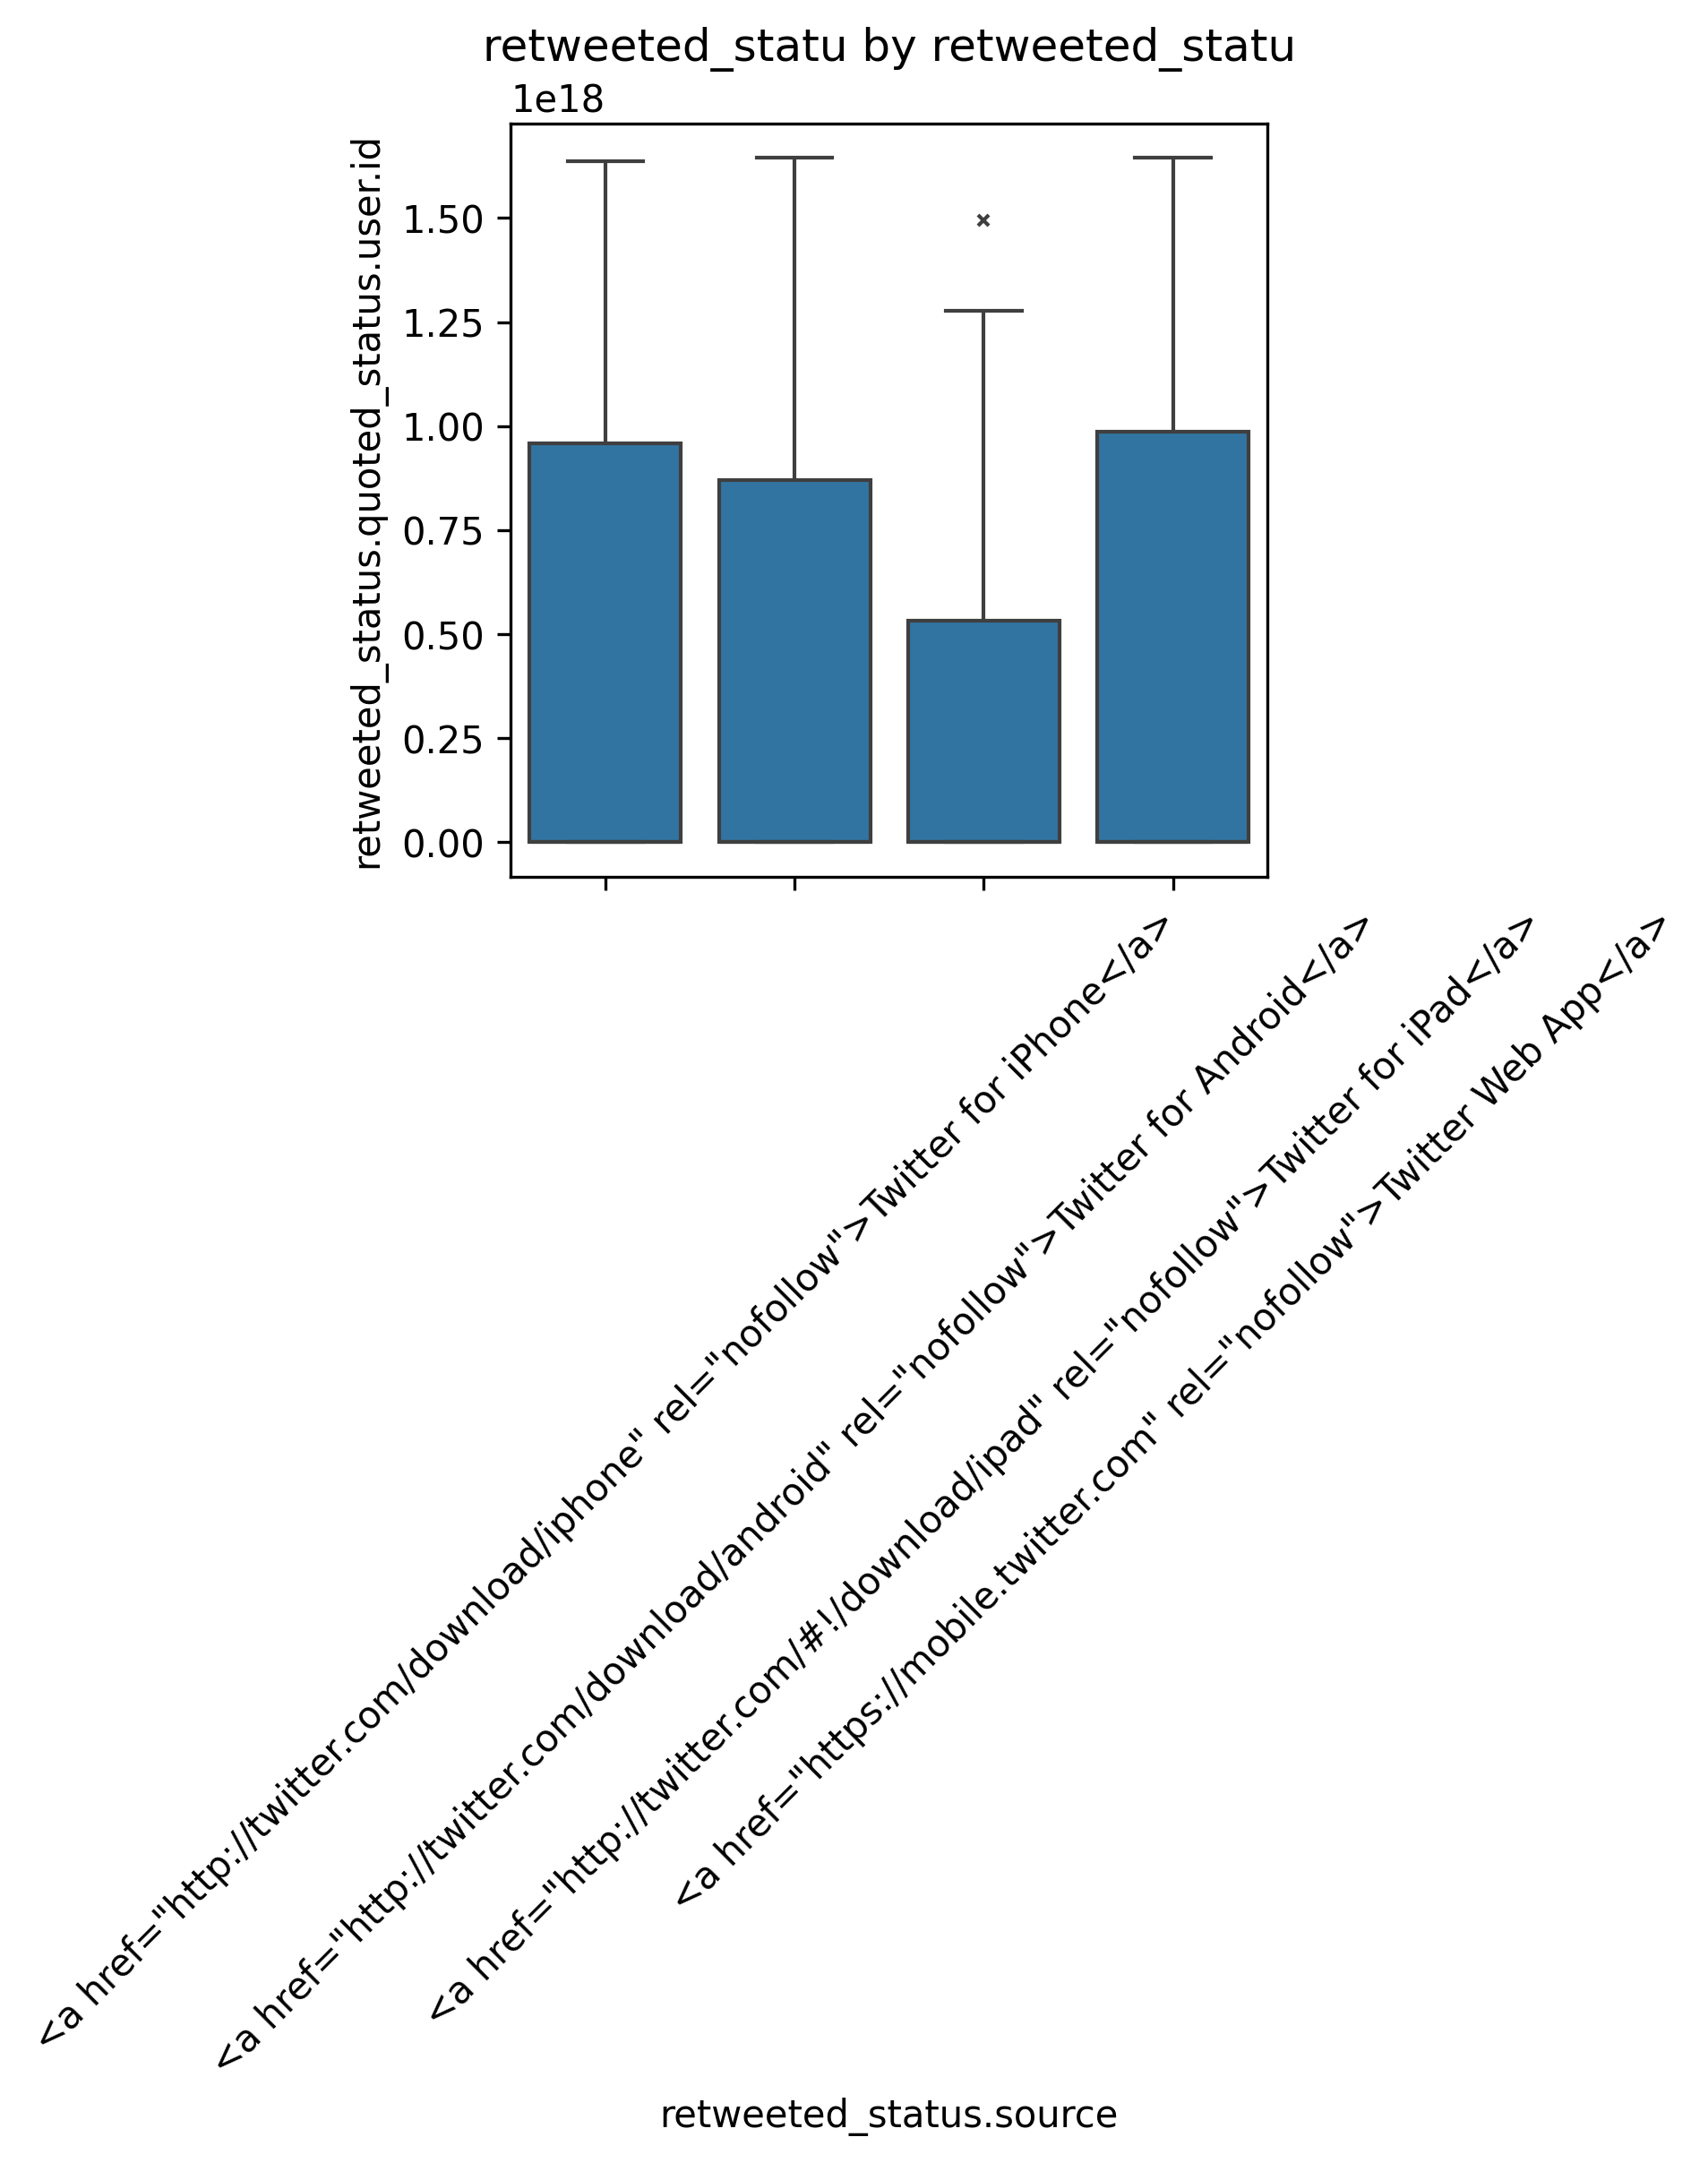 retweeted_statu by retweeted_statu
1e18
retweeted_status.quoted_status.user.id
1.50
1.25
1.00
0.75
0.50
0.25
0.00
<a href="http://twitter.com/download/iphone" rel="nofollow">Twitter for iPhone</a>
<a href="http://twitter.com/download/android" rel="nofollow">Twitter for Android</a>
<a href="http://twitter.com/#!/download/ipad" rel="nofollow">Twitter for iPad</a>
<a href="https://mobile.twitter.com" rel="nofollow">Twitter Web App</a>
retweeted_status.source